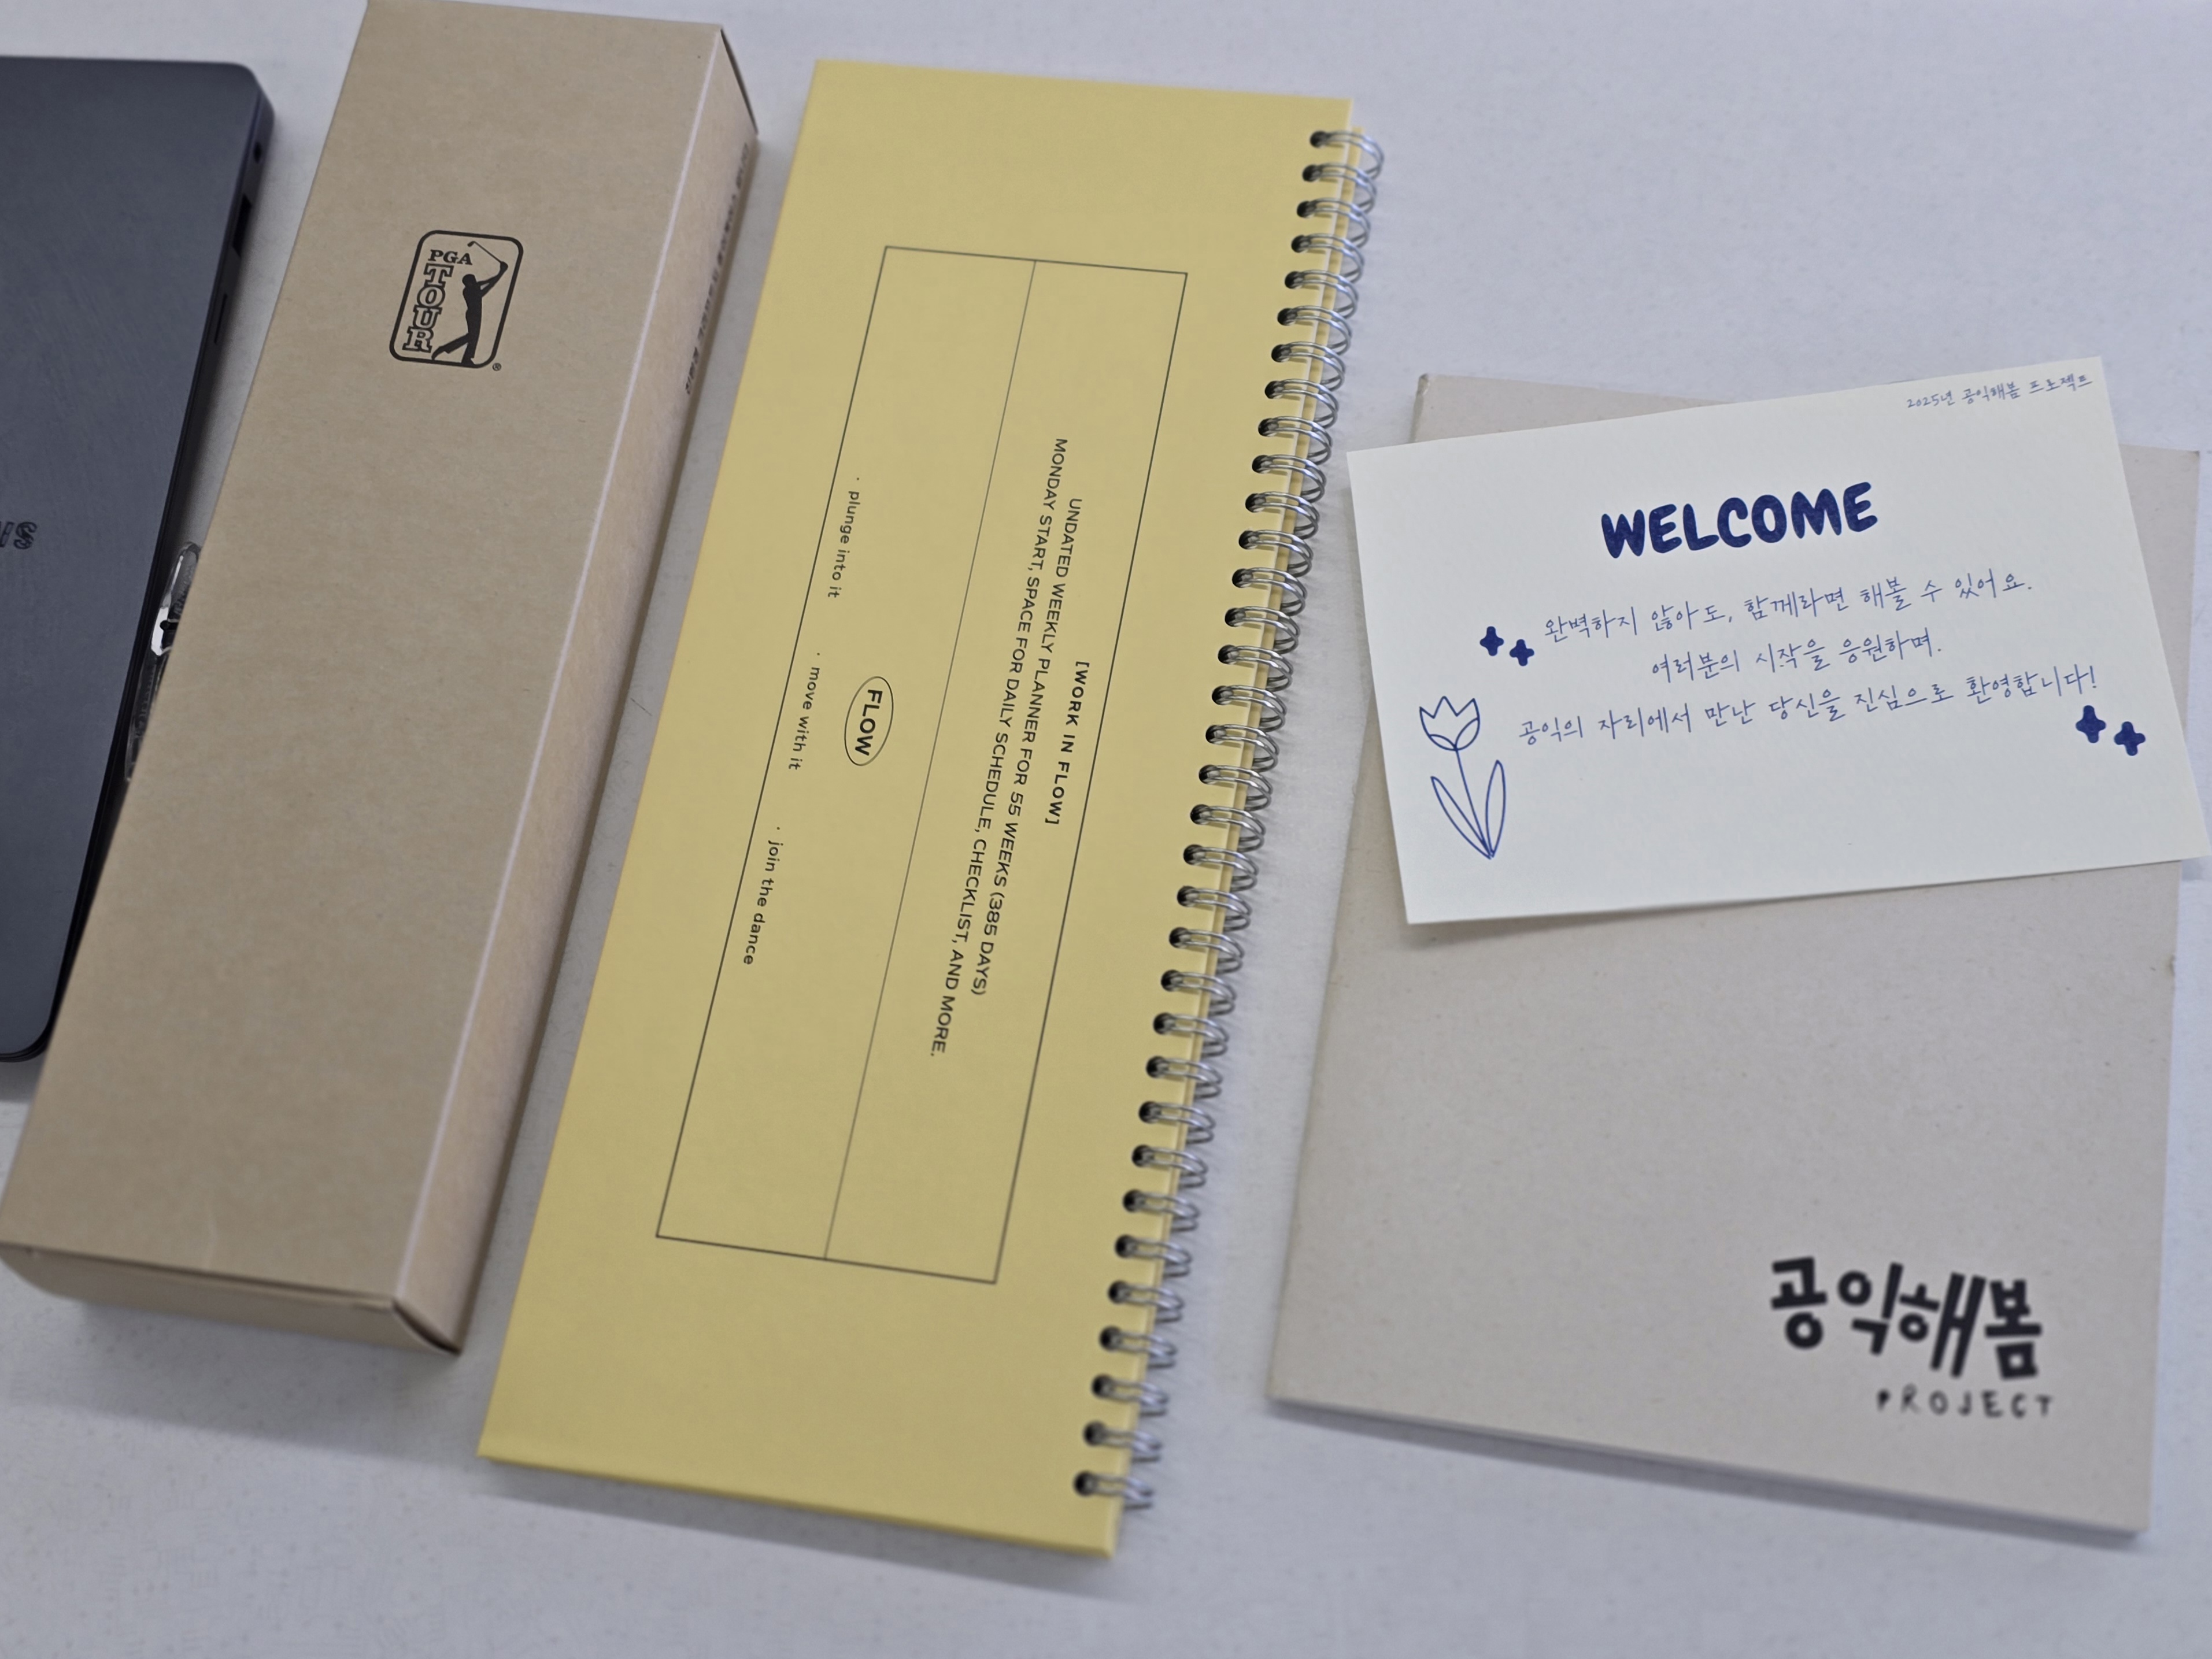 PGA
TOUR
®
[WORK IN FLOW]
UNDATED WEEKLY PLANNER FOR 55 WEEKS (385 DAYS)
MONDAY START, SPACE FOR DAILY SCHEDULE, CHECKLIST, AND MORE.
FLOW
· plunge into it · move with it · join the dance
2025년 공익해봄 프로젝트
WELCOME
완벽하지 않아도, 함께라면 해볼 수 있어요.
여러분의 시작을 응원하며,
공익의 자리에서 만난 당신을 진심으로 환영합니다!
공익해봄
PROJECT